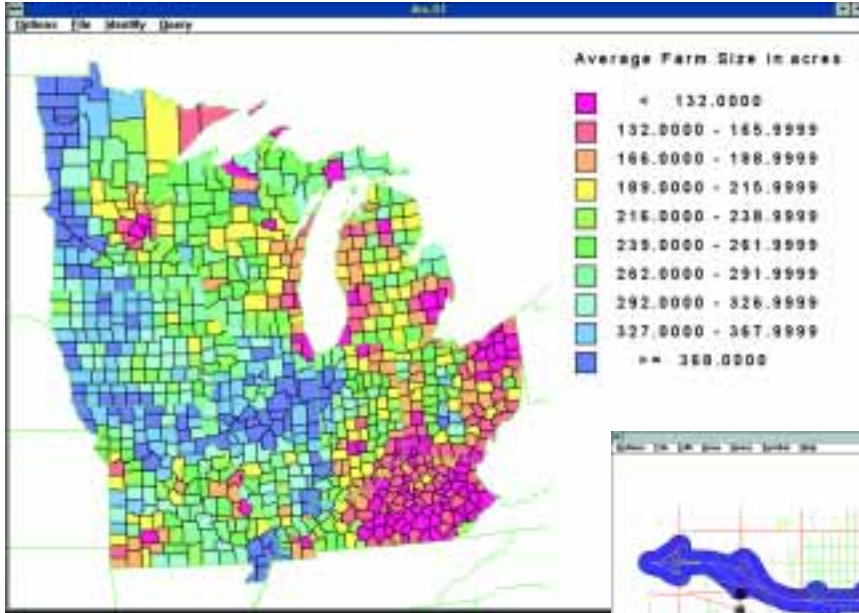 Options File Identify Query
Average Farm Size in acres
< 132.0000
132.0000 - 165.9999
166.0000 - 188.9999
189.0000 - 215.9999
216.0000 - 238.9999
239.0000 - 261.9999
262.0000 - 291.9999
292.0000 - 326.9999
327.0000 - 367.9999
>= 368.0000